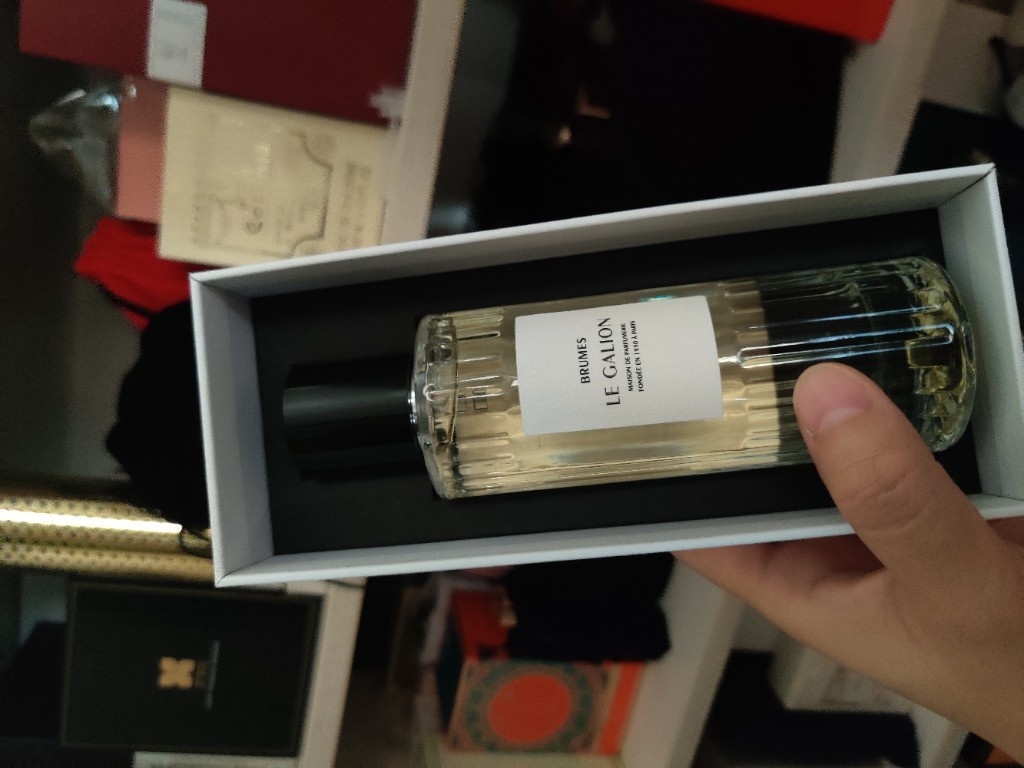 BRUMES
LE GALION
MAISON DE PARFUMERIE
FONDÉE EN 1930 À PARIS